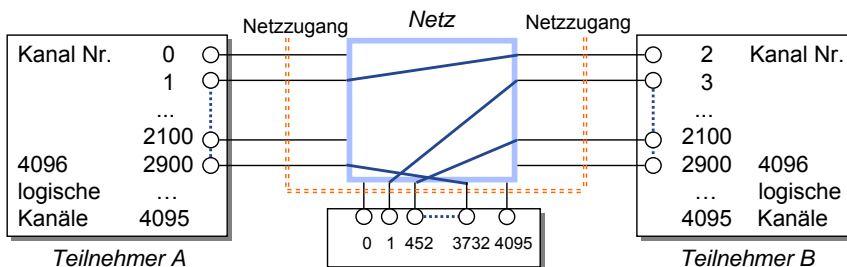 Netz
Netzzugang
Netzzugang
Kanal Nr. 0
1
...
2100
4096 2900
logische ...
Kanäle 4095
Teilnehmer A
0 1 452 3732 4095
2 Kanal Nr.
3
...
2100
2900 4096
... logische
4095 Kanäle
Teilnehmer B